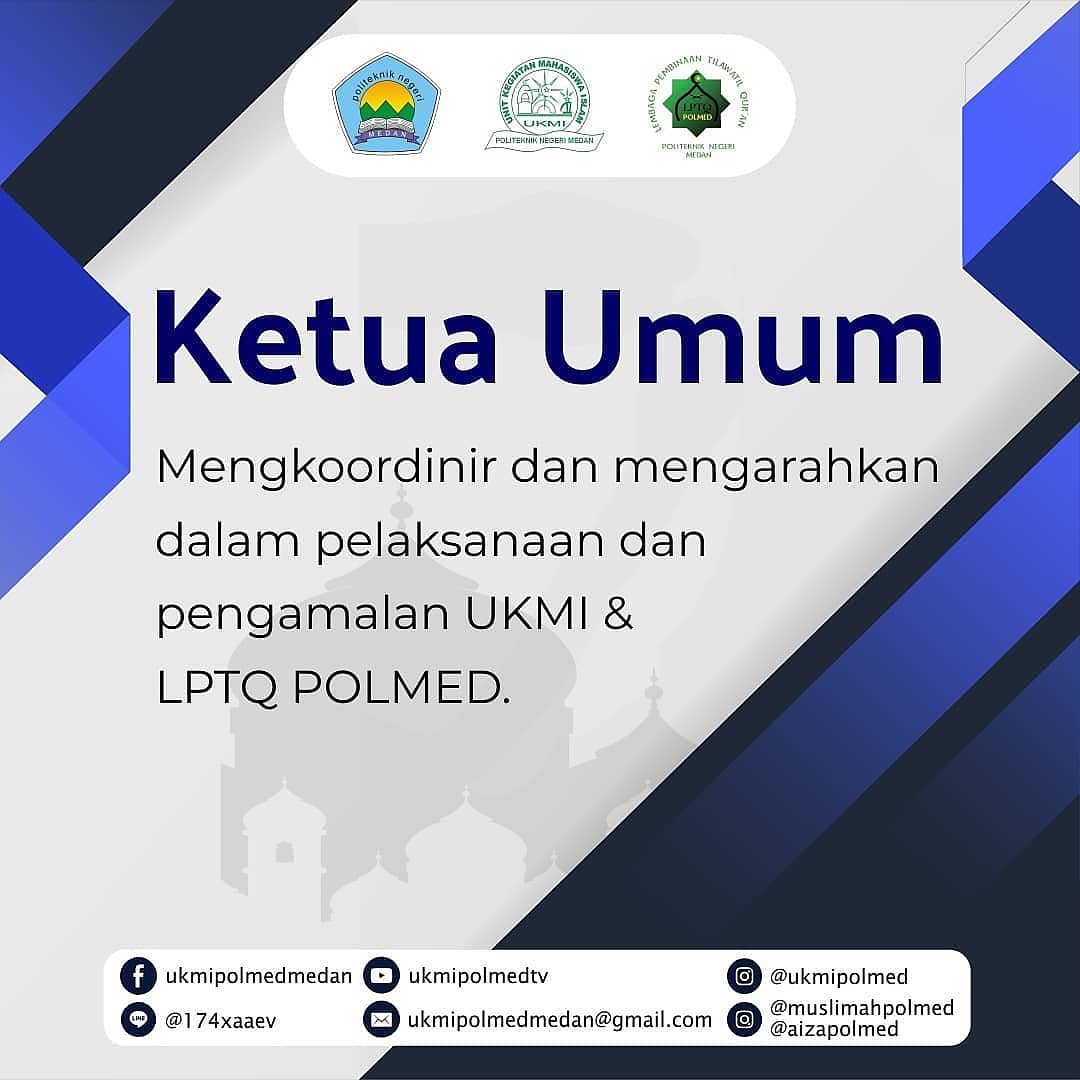 politeknik negeri
MEDAN
UNIT KEGIATAN MAHASISWA ISLAM
UKMI
POLITEKNIK NEGERI MEDAN
LEMBAGA PEMBINAAN TILAWATIL QUR'AN
LPTQ
POLMED
POLITEKNIK NEGERI
MEDAN
Ketua Umum
Mengkoordinir dan mengarahkan
dalam pelaksanaan dan
pengamalan UKMI &
LPTQ POLMED.
ukmipolmedmedan
ukmipolmedtv
@ukmipolmed
LINE
@174xaaev
ukmipolmedmedan@gmail.com
@muslimahpolmed
@aizapolmed